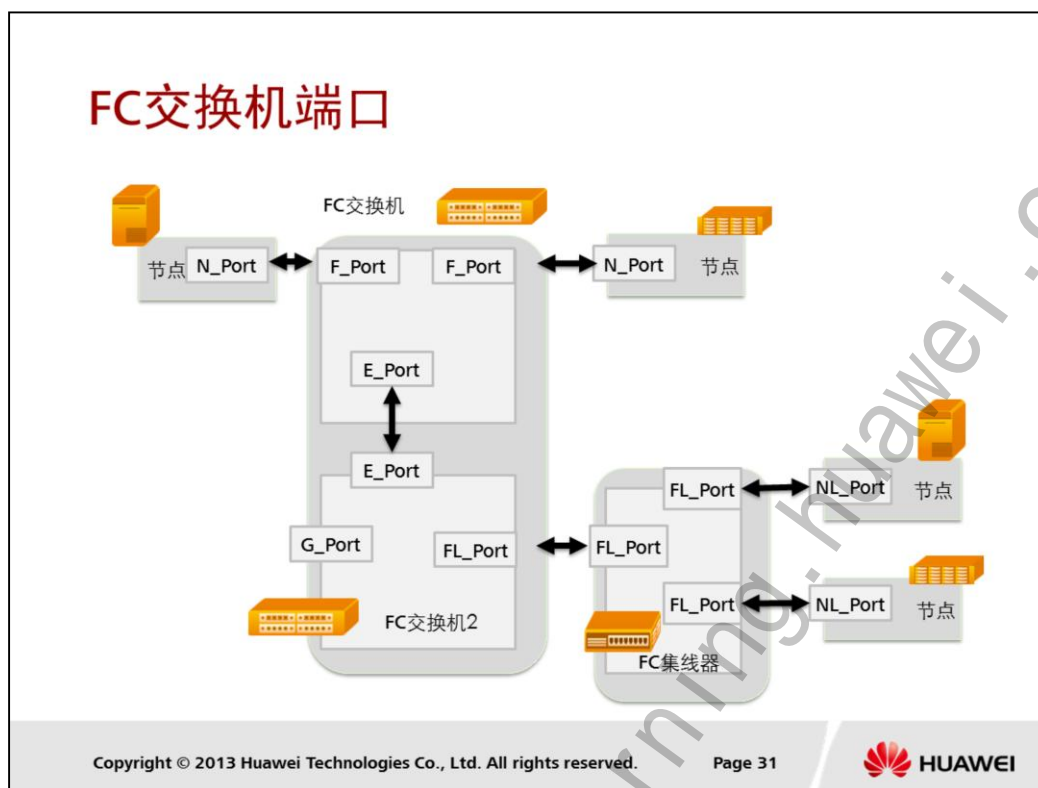 FC交换机端口
FC交换机
节点 N_Port
F_Port
F_Port
N_Port 节点
E_Port
E_Port
G_Port
FL_Port
FC交换机2
FL_Port
FL_Port
FL_Port
FC集线器
NL_Port 节点
NL_Port 节点
rning.huawei.
Copyright © 2013 Huawei Technologies Co., Ltd. All rights reserved.
Page 31
HUAWEI